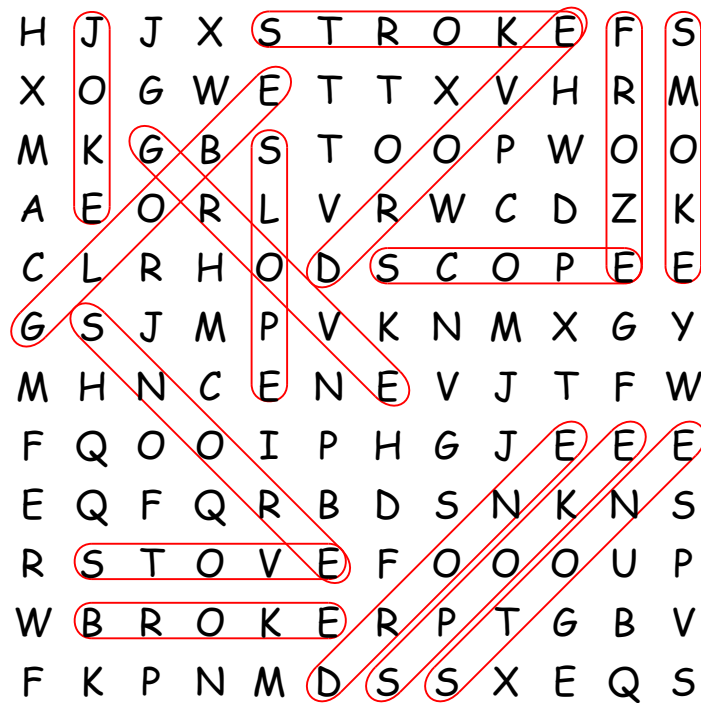 H J J X S T R O K E F S
X O G W E T T X V H R M
M K G B S T O O P W O O
A E O R L V R W C D Z K
C L R H O D S C O P E E
G S J M P V K N M X G Y
M H N C E N E V J T F W
F Q O O I P H G J E E E
E Q F Q R B D S N K N S
R S T O V E F O O O U P
W B R O K E R P T G B V
F K P N M D S S X E Q S